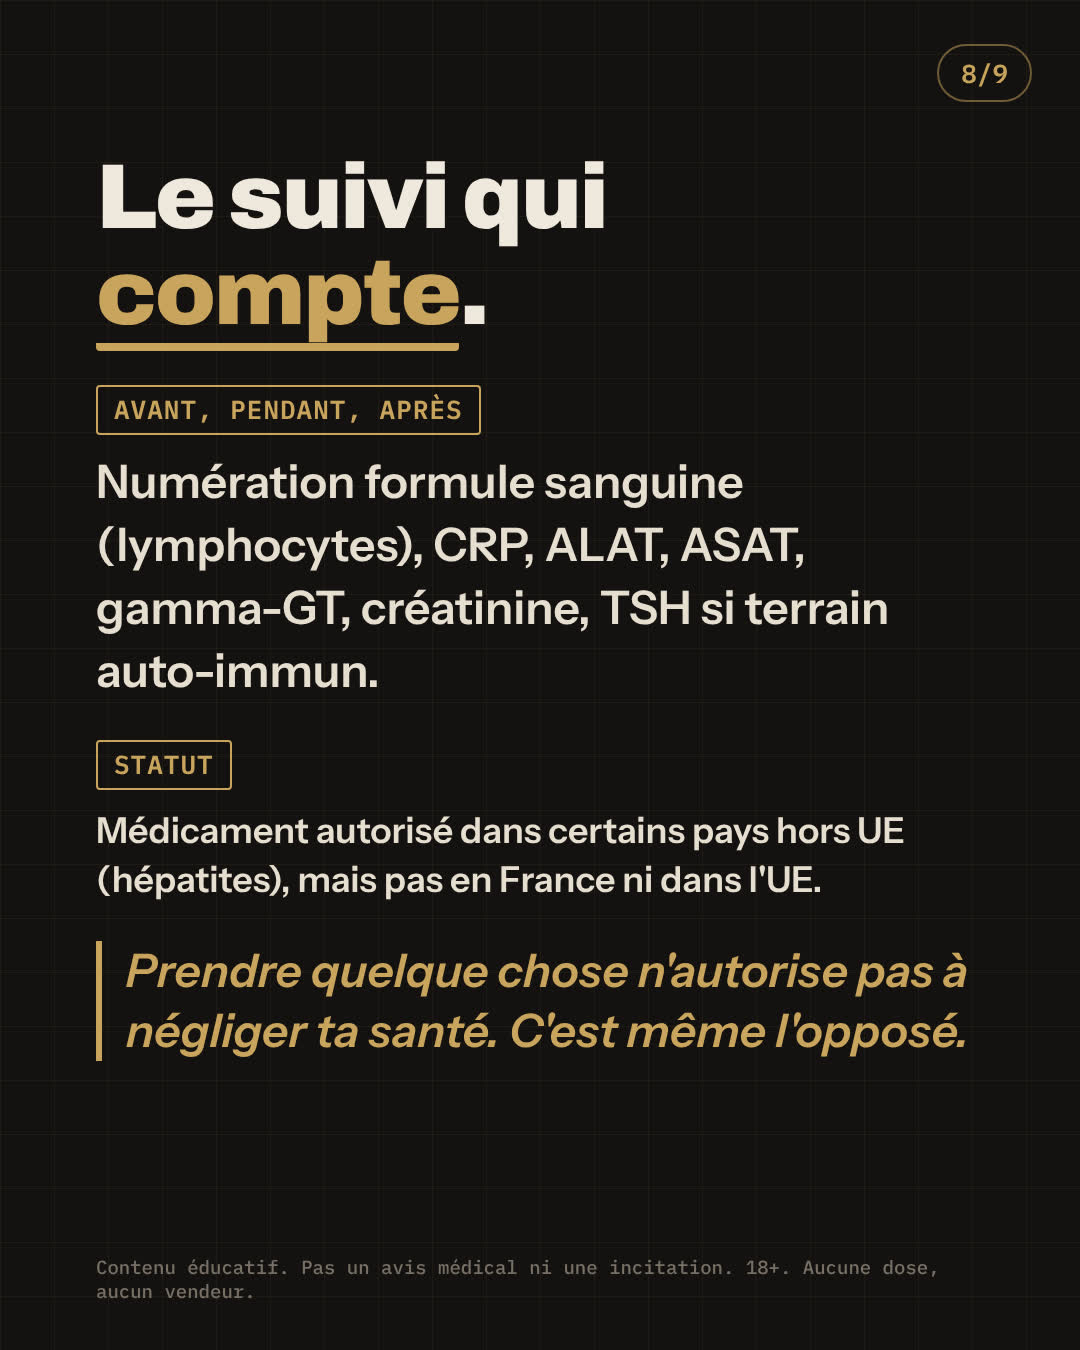 8/9
Le suivi qui
compte.
AVANT, PENDANT, APRÈS
Numération formule sanguine
(lymphocytes), CRP, ALAT, ASAT,
gamma-GT, créatinine, TSH si terrain
auto-immun.
STATUT
Médicament autorisé dans certains pays hors UE
(hépatites), mais pas en France ni dans l'UE.
Prendre quelque chose n'autorise pas à
négliger ta santé. C'est même l'opposé.
Contenu éducatif. Pas un avis médical ni une incitation. 18+. Aucune dose,
aucun vendeur.